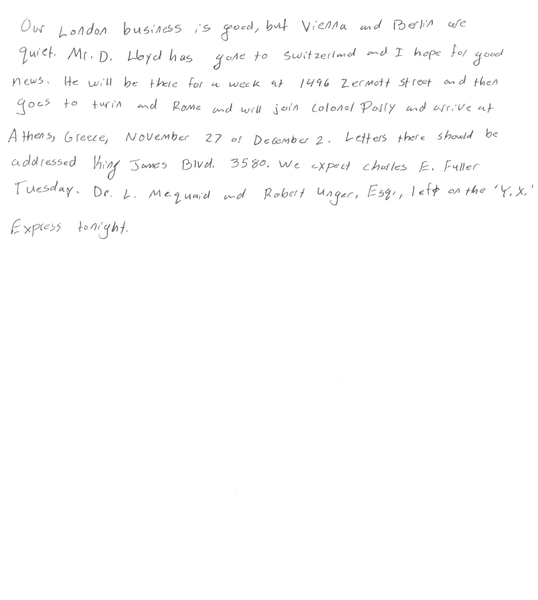 Our London business is good, but Vienna and Berlin are
quiet. Mr. D. Lloyd has gone to Switzerland and I hope for good
news. He will be there for a week at 1496 Zermott Street and then
goes to turin and Rome and will join Colonel Parry and arrive at
Athens, Greece, November 27 or December 2. Letters there should be
addressed King James Blvd. 3580. We expect Charles E. Fuller
Tuesday. Dr. L. Mcquaid and Robert Unger, Esq., left on the 'Y.X.'
Express tonight.